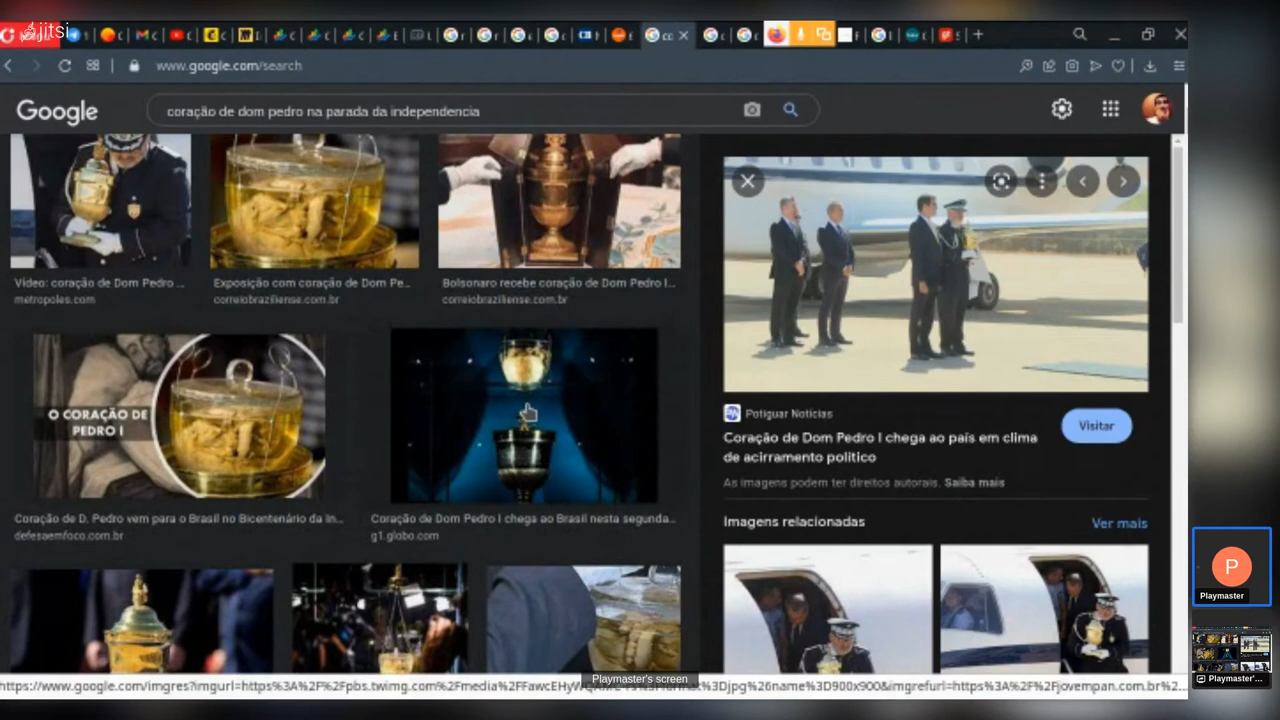 jitsi
www.google.com/search
Google
coração de dom pedro na parada da independencia
Vídeo: coração de Dom Pedro ...
metropoles.com
Exposição com coração de Dom Pe...
correiobraziliense.com.br
Bolsonaro recebe coração de Dom Pedro I...
correiobraziliense.com.br
O CORAÇÃO DE
PEDRO I
Coração de D. Pedro vem para o Brasil no Bicentenário da In...
defesaemfoco.com.br
Coração de Dom Pedro I chega ao Brasil nesta segunda...
g1.globo.com
Potiguar Notícias
Visitar
Coração de Dom Pedro I chega ao país em clima
de acirramento político
As imagens podem ter direitos autorais. Saiba mais
Imagens relacionadas
Ver mais
P
Playmaster
Playmaster'...
Playmaster's screen